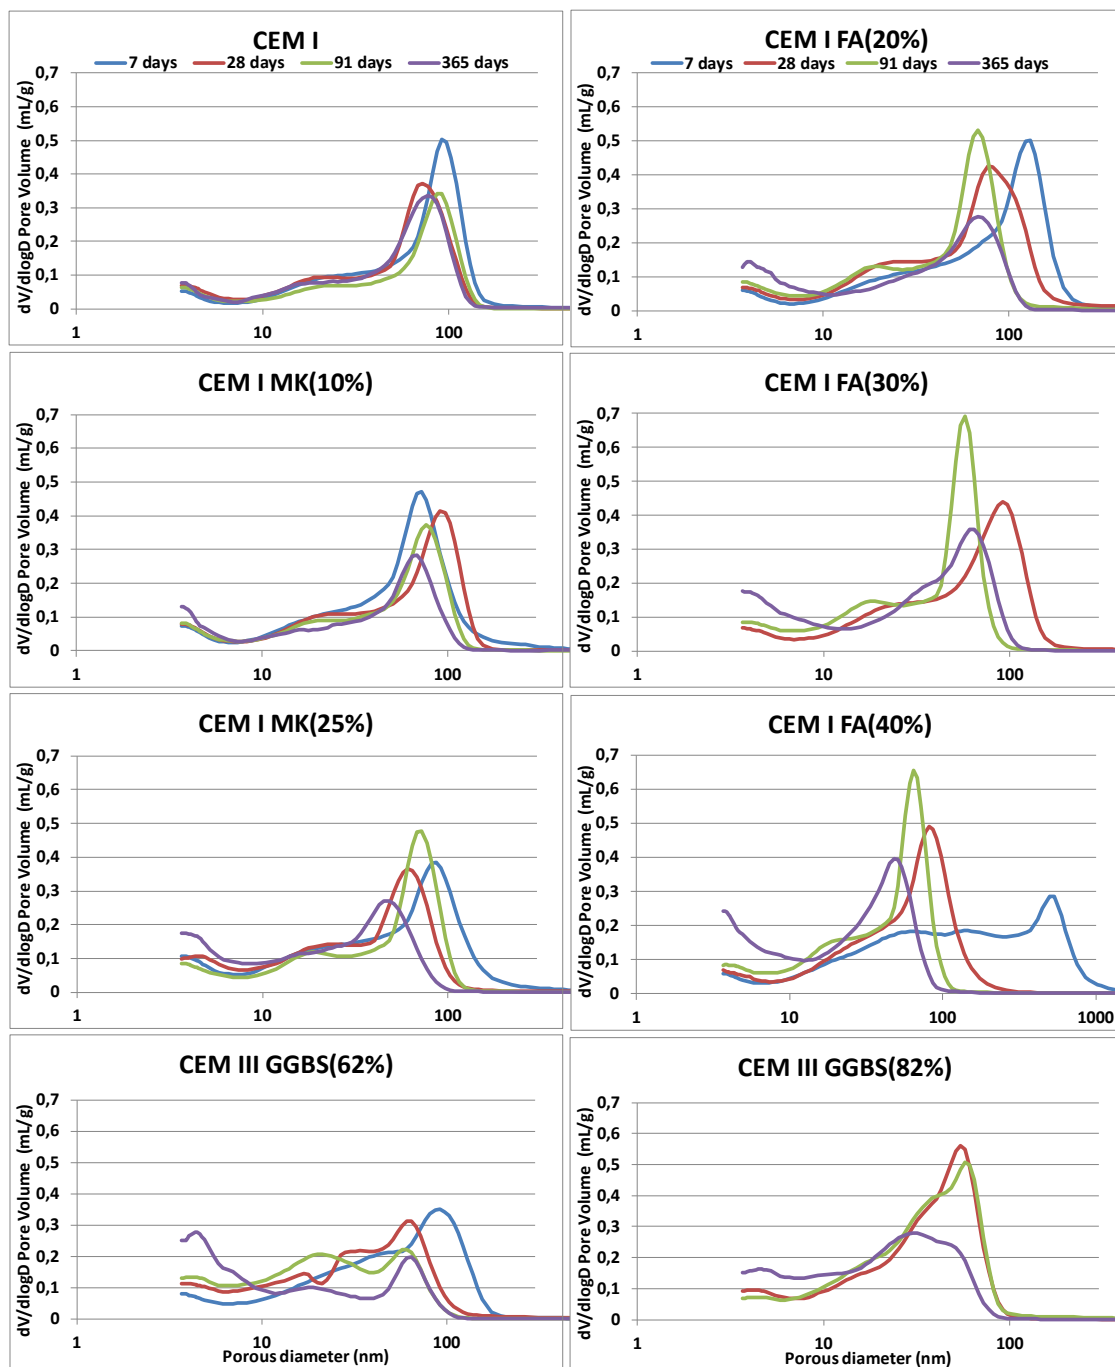 CEM I
7 days 28 days 91 days 365 days
dV/dlogD Pore Volume (mL/g)
0,7
0,6
0,5
0,4
0,3
0,2
0,1
0
1 10 100
CEM I FA(20%)
7 days 28 days 91 days 365 days
dV/dlogD Pore Volume (mL/g)
0,7
0,6
0,5
0,4
0,3
0,2
0,1
0
1 10 100
CEM I MK(10%)
dV/dlogD Pore Volume (mL/g)
0,7
0,6
0,5
0,4
0,3
0,2
0,1
0
1 10 100
CEM I FA(30%)
dV/dlogD Pore Volume (mL/g)
0,7
0,6
0,5
0,4
0,3
0,2
0,1
0
1 10 100
CEM I MK(25%)
dV/dlogD Pore Volume (mL/g)
0,7
0,6
0,5
0,4
0,3
0,2
0,1
0
1 10 100
CEM I FA(40%)
dV/dlogD Pore Volume (mL/g)
0,7
0,6
0,5
0,4
0,3
0,2
0,1
0
1 10 100 1000
CEM III GGBS(62%)
dV/dlogD Pore Volume (mL/g)
0,7
0,6
0,5
0,4
0,3
0,2
0,1
0
1 10 100
Porous diameter (nm)
CEM III GGBS(82%)
dV/dlogD Pore Volume (mL/g)
0,7
0,6
0,5
0,4
0,3
0,2
0,1
0
1 10 100
Porous diameter (nm)